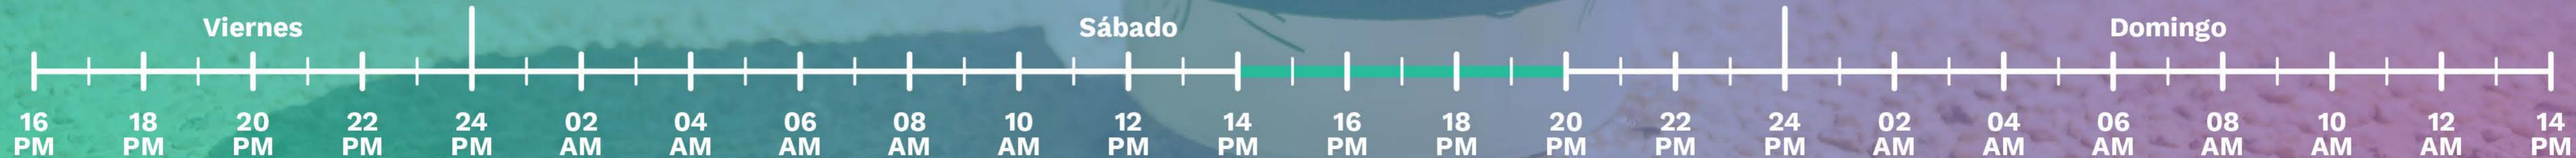 Viernes Sábado Domingo
16 18 20 22 24 02 04 06 08 10 12 14 16 18 20 22 24 02 04 06 08 10 12 14
PM PM PM PM PM AM AM AM AM AM PM PM PM PM PM PM PM AM AM AM AM AM AM PM